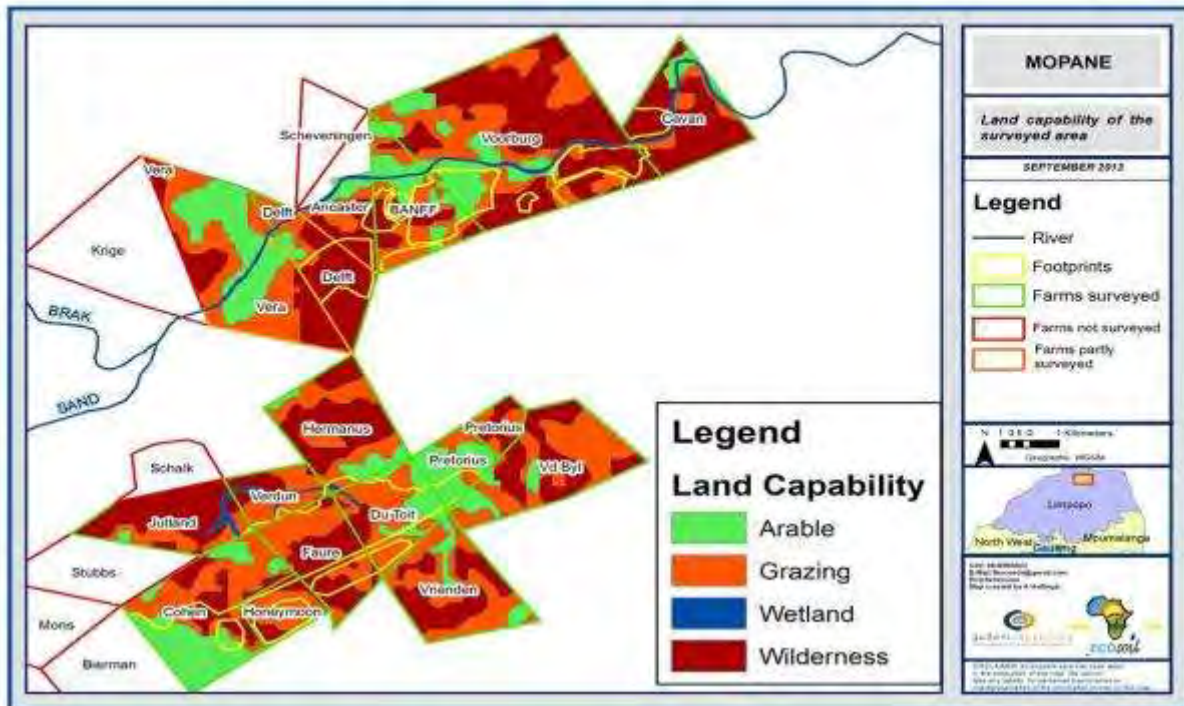 MOPANE
Land capability of the
surveyed area
SEPTEMBER 2013
Legend
River
Footprints
Farms surveyed
Farms not surveyed
Farms partly
surveyed
N
Kilometers
Limpopo
North West
Gauteng
Mpumalanga
Scheveningen
Voorburg
Cavan
Vera
Delft
Ancaster
BANFF
Krige
Delft
Vera
BRAK
SAND
Hermanus
Pretorius
Pretorius
Vd Byl
Schalk
Verdun
Jutland
Du Toit
Faure
Stubbs
Vrienden
Cohen
Honeymoon
Mons
Bierman
Legend
Land Capability
Arable
Grazing
Wetland
Wilderness